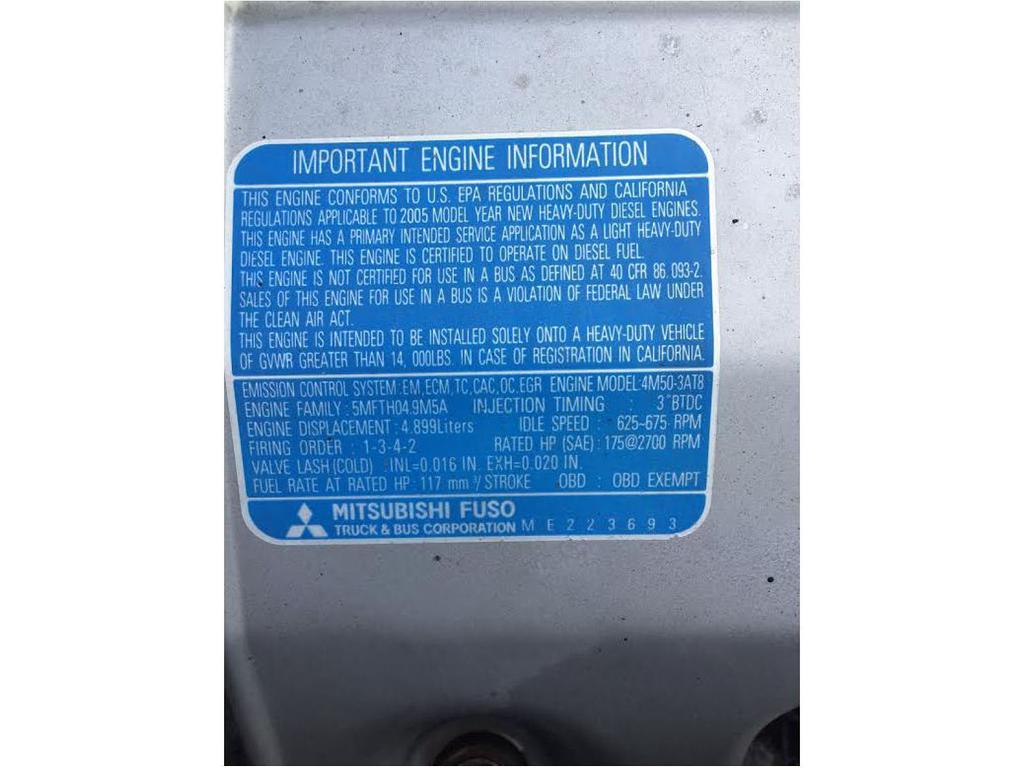 IMPORTANT ENGINE INFORMATION
THIS ENGINE CONFORMS TO U.S. EPA REGULATIONS AND CALIFORNIA
REGULATIONS APPLICABLE TO 2005 MODEL YEAR NEW HEAVY-DUTY DIESEL ENGINES.
THIS ENGINE HAS A PRIMARY INTENDED SERVICE APPLICATION AS A LIGHT HEAVY-DUTY
DIESEL ENGINE. THIS ENGINE IS CERTIFIED TO OPERATE ON DIESEL FUEL.
THIS ENGINE IS NOT CERTIFIED FOR USE IN A BUS AS DEFINED AT 40 CFR 86.093-2.
SALES OF THIS ENGINE FOR USE IN A BUS IS A VIOLATION OF FEDERAL LAW UNDER
THE CLEAN AIR ACT.
THIS ENGINE IS INTENDED TO BE INSTALLED SOLELY ONTO A HEAVY-DUTY VEHICLE
OF GVWR GREATER THAN 14, 000LBS. IN CASE OF REGISTRATION IN CALIFORNIA.
EMISSION CONTROL SYSTEM : EM, ECM, TC, CAC, OC, EGR ENGINE MODEL : 4M50-3AT8
ENGINE FAMILY : 5MFTH04.9M5A INJECTION TIMING : 3°BTDC
ENGINE DISPLACEMENT : 4.899Liters IDLE SPEED : 625~675 RPM
FIRING ORDER : 1-3-4-2 RATED HP (SAE) : 175@2700 RPM
VALVE LASH (COLD) : INL=0.016 IN. EXH=0.020 IN.
FUEL RATE AT RATED HP : 117 mm³/STROKE OBD : OBD EXEMPT
MITSUBISHI FUSO
TRUCK & BUS CORPORATION ME223693